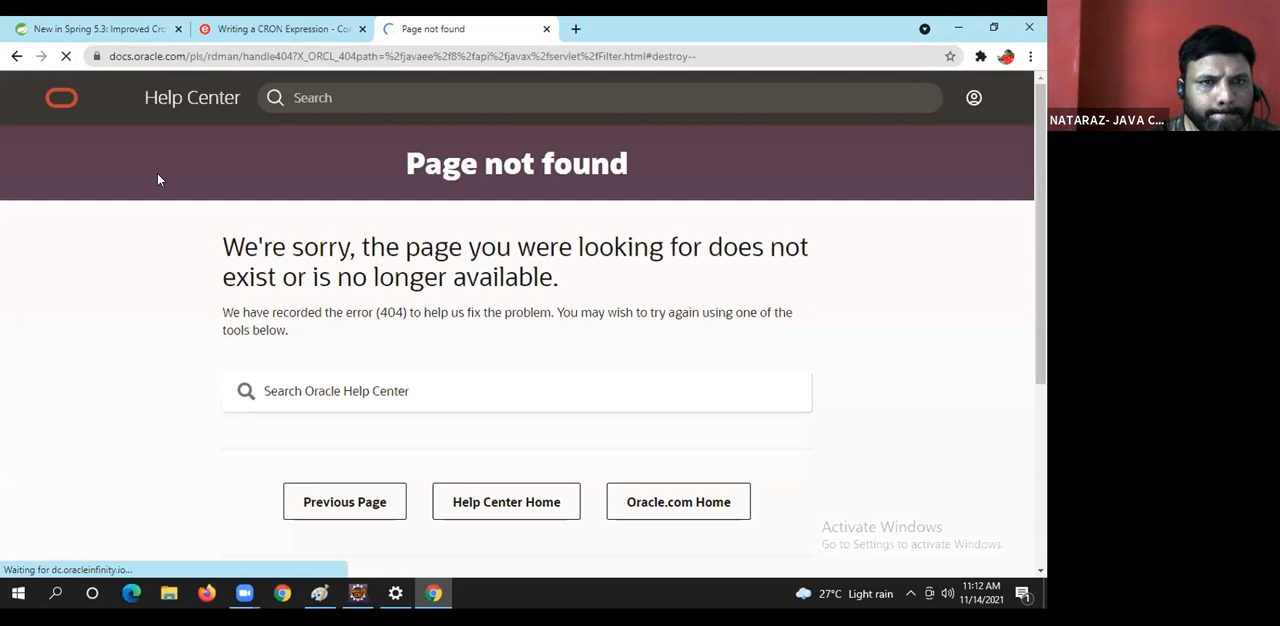 New in Spring 5.3: Improved Crc
Writing a CRON Expression - Co
Page not found
docs.oracle.com/pls/rdman/handle404?X_ORCL_404path=%2fjavaee%2f8%2fapi%2fjavax%2fservlet%2fFilter.html#destroy--
Help Center
Search
NATARAZ- JAVA C...
Page not found
We're sorry, the page you were looking for does not
exist or is no longer available.
We have recorded the error (404) to help us fix the problem. You may wish to try again using one of the
tools below.
Search Oracle Help Center
Previous Page
Help Center Home
Oracle.com Home
Activate Windows
Go to Settings to activate Windows.
Waiting for dc.oracleinfinity.io...
27°C Light rain
11:12 AM
11/14/2021
1